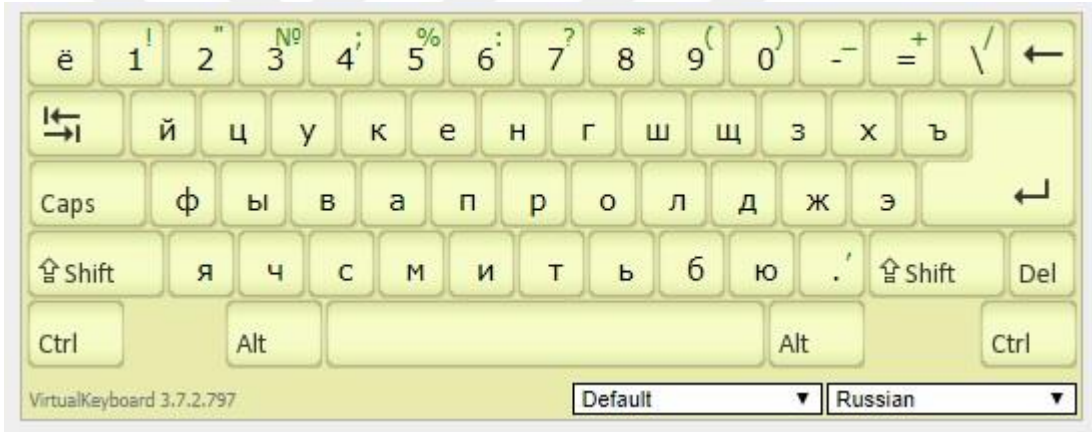 ё 1 ! 2 " 3 № 4 ; 5 % 6 : 7 ? 8 * 9 ( 0 ) - _ = + \ /
й ц у к е н г ш щ з х ъ
Caps ф ы в а п р о л д ж э
Shift я ч с м и т ь б ю . ' Shift Del
Ctrl Alt Alt Ctrl
VirtualKeyboard 3.7.2.797 Default Russian